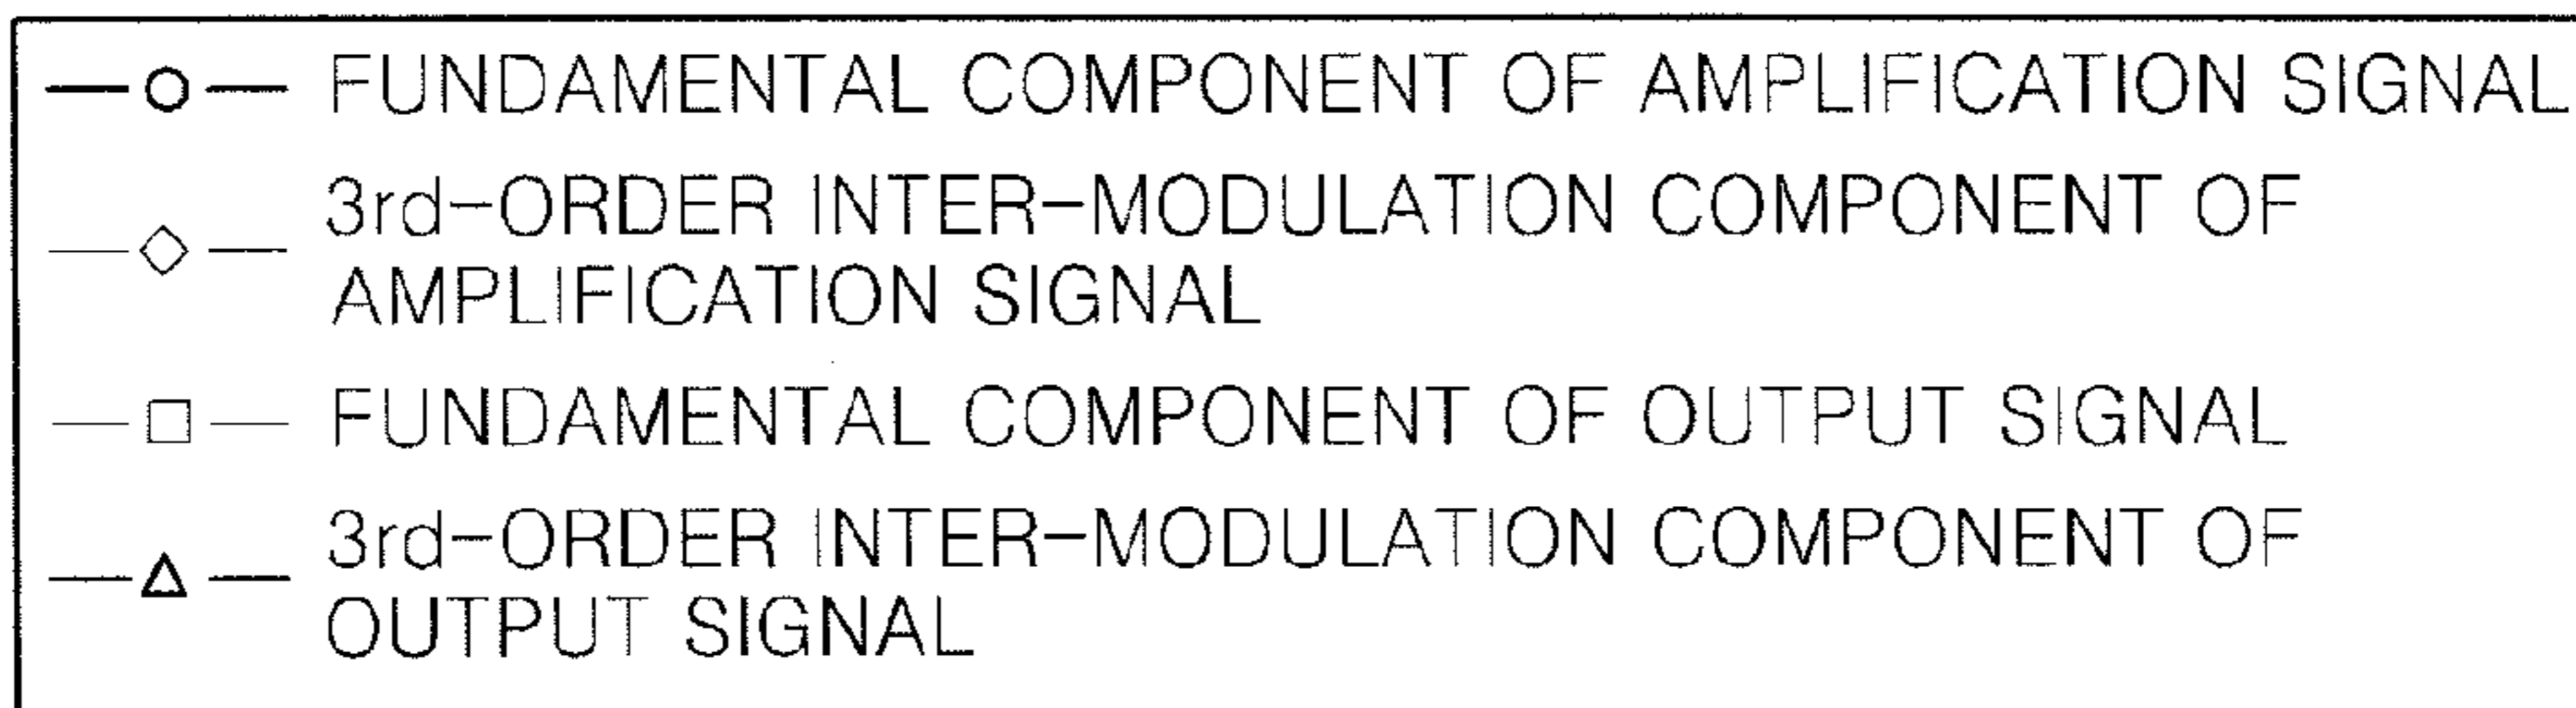 FUNDAMENTAL COMPONENT OF AMPLIFICATION SIGNAL
3rd-ORDER INTER-MODULATION COMPONENT OF
AMPLIFICATION SIGNAL
FUNDAMENTAL COMPONENT OF OUTPUT SIGNAL
3rd-ORDER INTER-MODULATION COMPONENT OF
OUTPUT SIGNAL